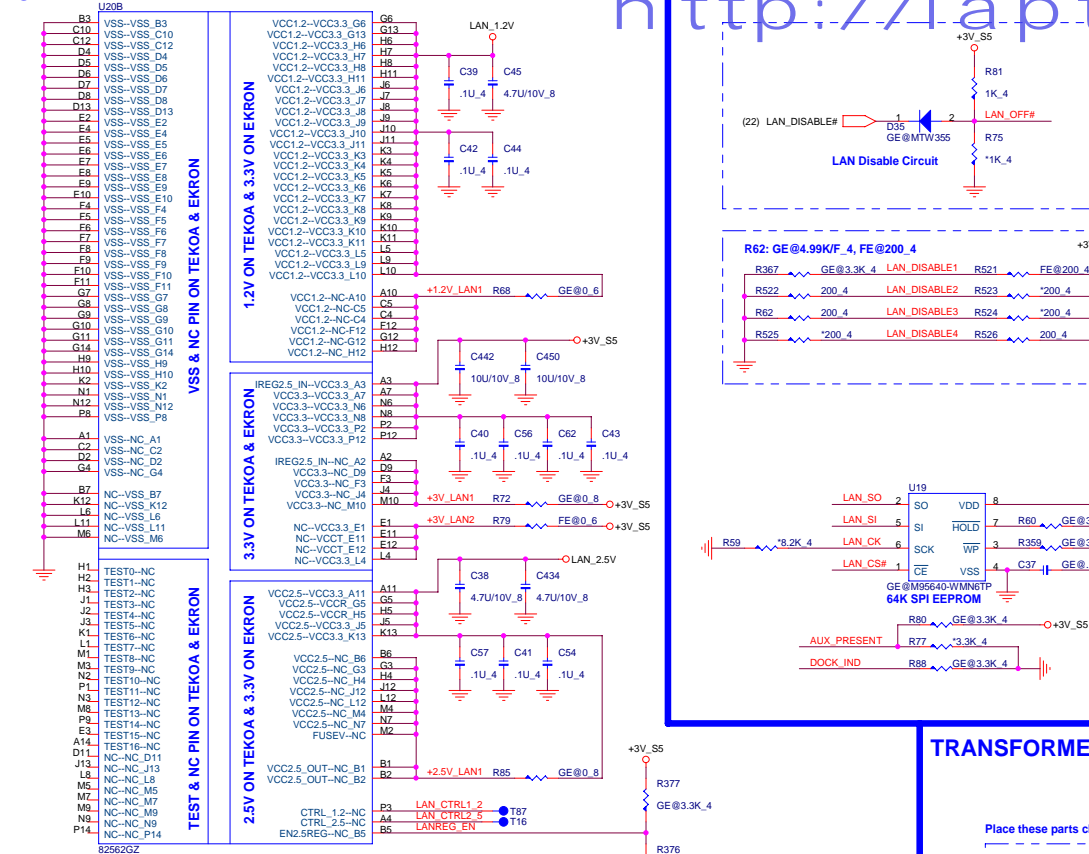 http://lapt
U20B
B3 VSS--VSS_B3
C10 VSS--VSS_C10
C12 VSS--VSS_C12
D4 VSS--VSS_D4
D5 VSS--VSS_D5
D6 VSS--VSS_D6
D7 VSS--VSS_D7
D8 VSS--VSS_D8
D13 VSS--VSS_D13
E2 VSS--VSS_E2
E4 VSS--VSS_E4
E5 VSS--VSS_E5
E6 VSS--VSS_E6
E7 VSS--VSS_E7
E8 VSS--VSS_E8
E9 VSS--VSS_E9
E10 VSS--VSS_E10
F4 VSS--VSS_F4
F5 VSS--VSS_F5
F6 VSS--VSS_F6
F7 VSS--VSS_F7
F8 VSS--VSS_F8
F9 VSS--VSS_F9
F10 VSS--VSS_F10
F11 VSS--VSS_F11
G7 VSS--VSS_G7
G8 VSS--VSS_G8
G9 VSS--VSS_G9
G10 VSS--VSS_G10
G11 VSS--VSS_G11
G14 VSS--VSS_G14
H9 VSS--VSS_H9
H10 VSS--VSS_H10
K2 VSS--VSS_K2
N1 VSS--VSS_N1
N12 VSS--VSS_N12
P8 VSS--VSS_P8
A1 VSS--NC_A1
C2 VSS--NC_C2
D2 VSS--NC_D2
G4 VSS--NC_G4
B7 NC--VSS_B7
K12 NC--VSS_K12
L6 NC--VSS_L6
L11 NC--VSS_L11
M6 NC--VSS_M6
VSS & NC PIN ON TEKOA & EKRON
H1 TEST0--NC
H2 TEST1--NC
H3 TEST2--NC
J1 TEST3--NC
J2 TEST4--NC
J3 TEST5--NC
K1 TEST6--NC
L1 TEST7--NC
M1 TEST8--NC
M3 TEST9--NC
N2 TEST10--NC
P1 TEST11--NC
N3 TEST12--NC
M8 TEST13--NC
P9 TEST14--NC
E3 TEST15--NC
A14 TEST16--NC
D11 NC--NC_D11
J13 NC--NC_J13
L8 NC--NC_L8
M5 NC--NC_M5
M7 NC--NC_M7
M9 NC--NC_M9
N9 NC--NC_N9
P14 NC--NC_P14
TEST & NC PIN ON TEKOA & EKRON
82562GZ
1.2V ON TEKOA & 3.3V ON EKRON
VCC1.2--VCC3.3_G6 G6
VCC1.2--VCC3.3_G13 G13
VCC1.2--VCC3.3_H6 H6
VCC1.2--VCC3.3_H7 H7
VCC1.2--VCC3.3_H8 H8
VCC1.2--VCC3.3_H11 H11
VCC1.2--VCC3.3_J6 J6
VCC1.2--VCC3.3_J7 J7
VCC1.2--VCC3.3_J8 J8
VCC1.2--VCC3.3_J9 J9
VCC1.2--VCC3.3_J10 J10
VCC1.2--VCC3.3_J11 J11
VCC1.2--VCC3.3_K3 K3
VCC1.2--VCC3.3_K4 K4
VCC1.2--VCC3.3_K5 K5
VCC1.2--VCC3.3_K6 K6
VCC1.2--VCC3.3_K7 K7
VCC1.2--VCC3.3_K8 K8
VCC1.2--VCC3.3_K9 K9
VCC1.2--VCC3.3_K10 K10
VCC1.2--VCC3.3_K11 K11
VCC1.2--VCC3.3_L5 L5
VCC1.2--VCC3.3_L9 L9
VCC1.2--VCC3.3_L10 L10
VCC1.2--NC-A10 A10 +1.2V_LAN1 R68 GE@0_6
VCC1.2--NC-C5 C5
VCC1.2--NC-C4 C4
VCC1.2--NC-F12 F12
VCC1.2--NC-G12 G12
VCC1.2--NC_H12 H12
LAN_1.2V
C39 C45
.1U_4 4.7U/10V_8
C42 C44
.1U_4 .1U_4
3.3V ON TEKOA & EKRON
IREG2.5_IN--VCC3.3_A3 A3
VCC3.3--VCC3.3_A7 A7
VCC3.3--VCC3.3_N6 N6
VCC3.3--VCC3.3_N8 N8
VCC3.3--VCC3.3_P2 P2
VCC3.3--VCC3.3_P12 P12
IREG2.5_IN--NC_A2 A2
VCC3.3--NC_D9 D9
VCC3.3--NC_F3 F3
VCC3.3--NC_J4 J4
VCC3.3--NC_M10 M10 +3V_LAN1 R72 GE@0_8 +3V_S5
NC--VCC3.3_E1 E1 +3V_LAN2 R79 FE@0_6 +3V_S5
NC--VCCT_E11 E11
NC--VCCT_E12 E12
NC--VCC3.3_L4 L4
+3V_S5
C442 C450
10U/10V_8 10U/10V_8
C40 C56 C62 C43
.1U_4 .1U_4 .1U_4 .1U_4
2.5V ON TEKOA & 3.3V ON EKRON
VCC2.5--VCC3.3_A11 A11
VCC2.5--VCCR_G5 G5
VCC2.5--VCCR_H5 H5
VCC2.5--VCC3.3_J5 J5
VCC2.5--VCC3.3_K13 K13
VCC2.5--NC_B6 B6
VCC2.5--NC_G3 G3
VCC2.5--NC_H4 H4
VCC2.5--NC_J12 J12
VCC2.5--NC_L12 L12
VCC2.5--NC_M4 M4
VCC2.5--NC_N7 N7
FUSEV--NC M2
VCC2.5_OUT--NC_B1 B1
VCC2.5_OUT--NC_B2 B2 +2.5V_LAN1 R85 GE@0_8
CTRL_1.2--NC P3 LAN_CTRL1_2 T87
CTRL_2.5--NC A4 LAN_CTRL2_5 T16
EN2.5REG--NC_B5 B5 LANREG_EN
LAN_2.5V
C38 C434
4.7U/10V_8 4.7U/10V_8
C57 C41 C54
.1U_4 .1U_4 .1U_4
+3V_S5
R377
GE@3.3K_4
R376
+3V_S5
R81
1K_4
(22) LAN_DISABLE# 1 2 LAN_OFF#
D35
GE@MTW355
R75
*1K_4
LAN Disable Circuit
R62: GE@4.99K/F_4, FE@200_4
R367 GE@3.3K_4 LAN_DISABLE1 R521 FE@200_4
R522 200_4 LAN_DISABLE2 R523 *200_4
R62 200_4 LAN_DISABLE3 R524 *200_4
R525 *200_4 LAN_DISABLE4 R526 200_4
U19
LAN_SO 2 SO VDD 8
LAN_SI 5 SI HOLD 7 R60
R59 *8.2K_4 LAN_CK 6 SCK WP 3 R359
LAN_CS# 1 CE VSS 4 C37
GE@M95640-WMN6TP
64K SPI EEPROM
R80 GE@3.3K_4 +3V_S5
AUX_PRESENT R77 *3.3K_4
DOCK_IND R88 GE@3.3K_4
TRANSFORME
Place these parts c